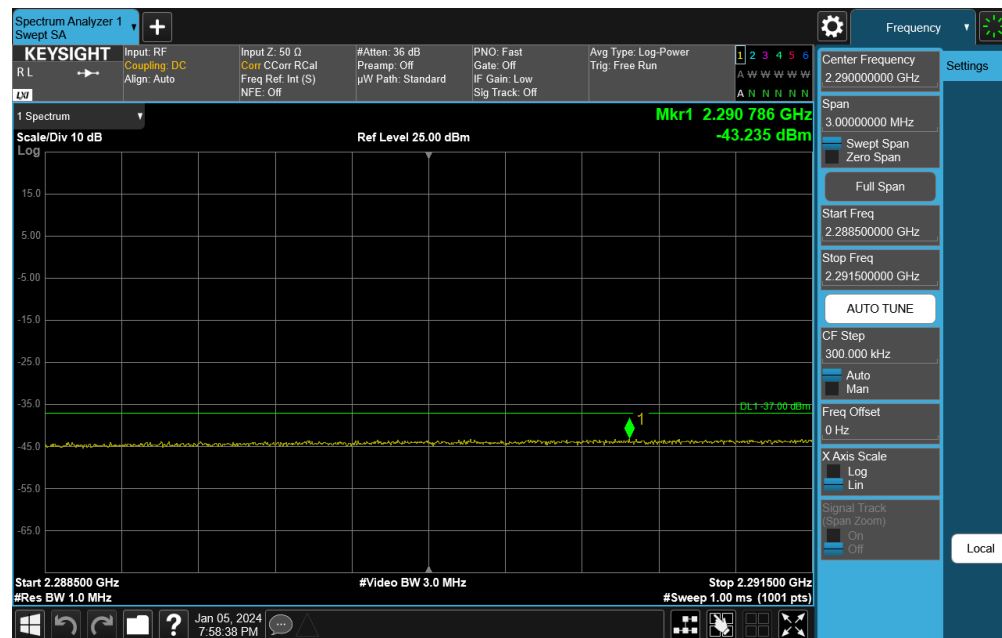 Spectrum Analyzer 1
Swept SA
Frequency
KEYSIGHT
R L
LXI
Input: RF
Coupling: DC
Align: Auto
Input Z: 50 Ω
Corr CCorr RCal
Freq Ref: Int (S)
NFE: Off
#Atten: 36 dB
Preamp: Off
µW Path: Standard
PNO: Fast
Gate: Off
IF Gain: Low
Sig Track: Off
Avg Type: Log-Power
Trig: Free Run
1 2 3 4 5 6
A W W W W W
A N N N N N
1 Spectrum
Scale/Div 10 dB
Log
Ref Level 25.00 dBm
Mkr1 2.290 786 GHz
-43.235 dBm
15.0
5.00
-5.00
-15.0
-25.0
-35.0
-45.0
-55.0
-65.0
DL1 -37.00 dBm
1
Start 2.288500 GHz
#Res BW 1.0 MHz
#Video BW 3.0 MHz
Stop 2.291500 GHz
#Sweep 1.00 ms (1001 pts)
Jan 05, 2024
7:58:38 PM
Center Frequency
2.290000000 GHz
Span
3.00000000 MHz
Swept Span
Zero Span
Full Span
Start Freq
2.288500000 GHz
Stop Freq
2.291500000 GHz
AUTO TUNE
CF Step
300.000 kHz
Auto
Man
Freq Offset
0 Hz
X Axis Scale
Log
Lin
Signal Track
(Span Zoom)
On
Off
Settings
Local